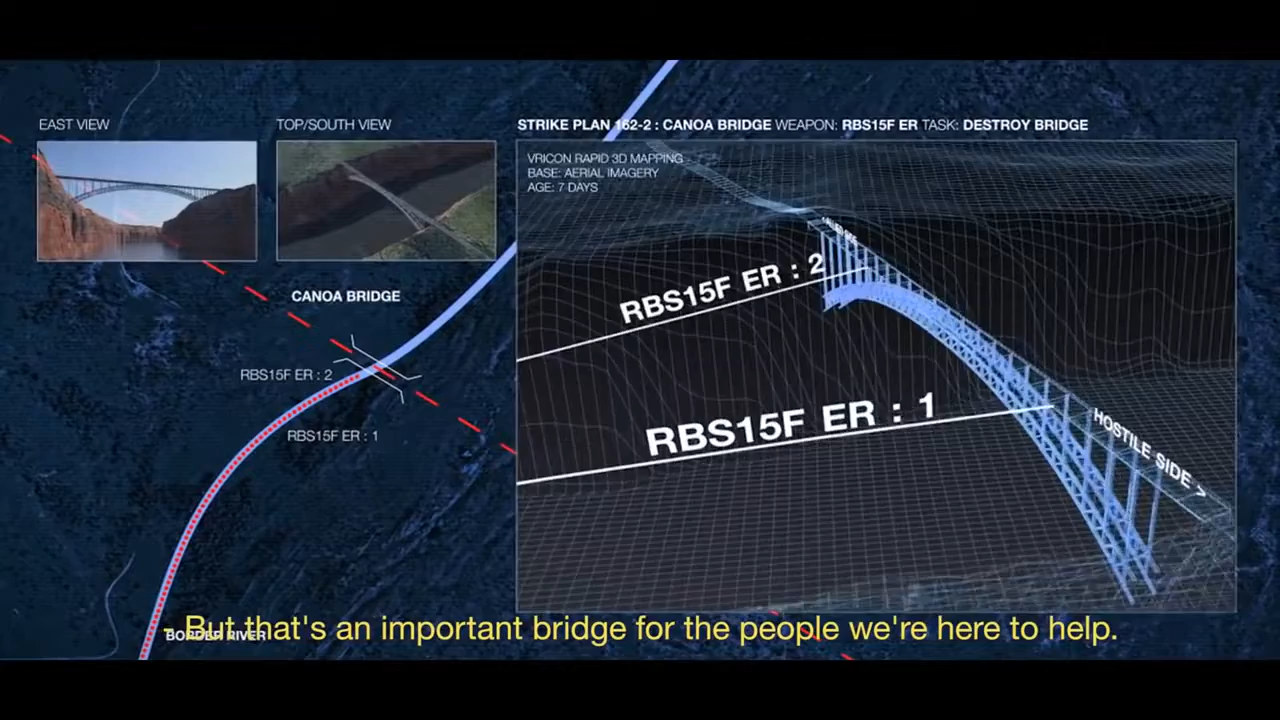 EAST VIEW
TOP/SOUTH VIEW
STRIKE PLAN 162-2 : CANOA BRIDGE WEAPON: RBS15F ER TASK: DESTROY BRIDGE
VRICON RAPID 3D MAPPING
BASE: AERIAL IMAGERY
AGE: 7 DAYS
RBS15F ER : 2
CANOA BRIDGE
RBS15F ER : 2
RBS15F ER : 1
RBS15F ER : 1
HOSTILE SIDE >
BORDER RIVER
- But that's an important bridge for the people we're here to help.